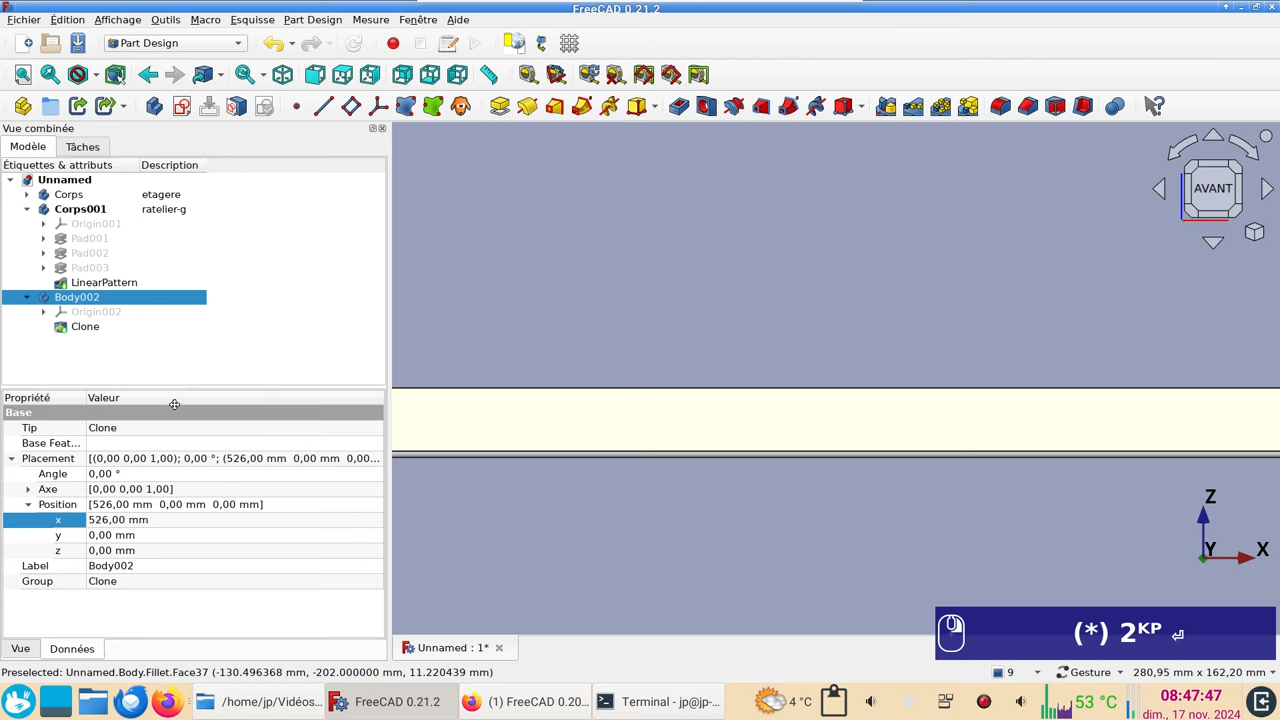 FreeCAD 0.21.2
Fichier Édition Affichage Outils Macro Esquisse Part Design Mesure Fenêtre Aide
Part Design
Vue combinée
Modèle Tâches
Étiquettes & attributs Description
Unnamed
Corps etagere
Corps001 ratelier-g
Origin001
Pad001
Pad002
Pad003
LinearPattern
Body002
Origin002
Clone
Propriété Valeur
Base
Tip Clone
Base Feat...
Placement [(0,00 0,00 1,00); 0,00 °; (526,00 mm 0,00 mm 0,00...
Angle 0,00 °
Axe [0,00 0,00 1,00]
Position [526,00 mm 0,00 mm 0,00 mm]
x 526,00 mm
y 0,00 mm
z 0,00 mm
Label Body002
Group Clone
Vue Données
AVANT
Z
Y X
(*) 2ᴷᴾ ⏎
Unnamed : 1*
Preselected: Unnamed.Body.Fillet.Face37 (-130.496368 mm, -202.000000 mm, 11.220439 mm)
9 Gesture 280,95 mm x 162,20 mm
/home/jp/Vidéos... FreeCAD 0.21.2 (1) FreeCAD 0.20... Terminal - jp@jp-... 4 °C 53 °C 08:47:47
dim., 17 nov. 2024